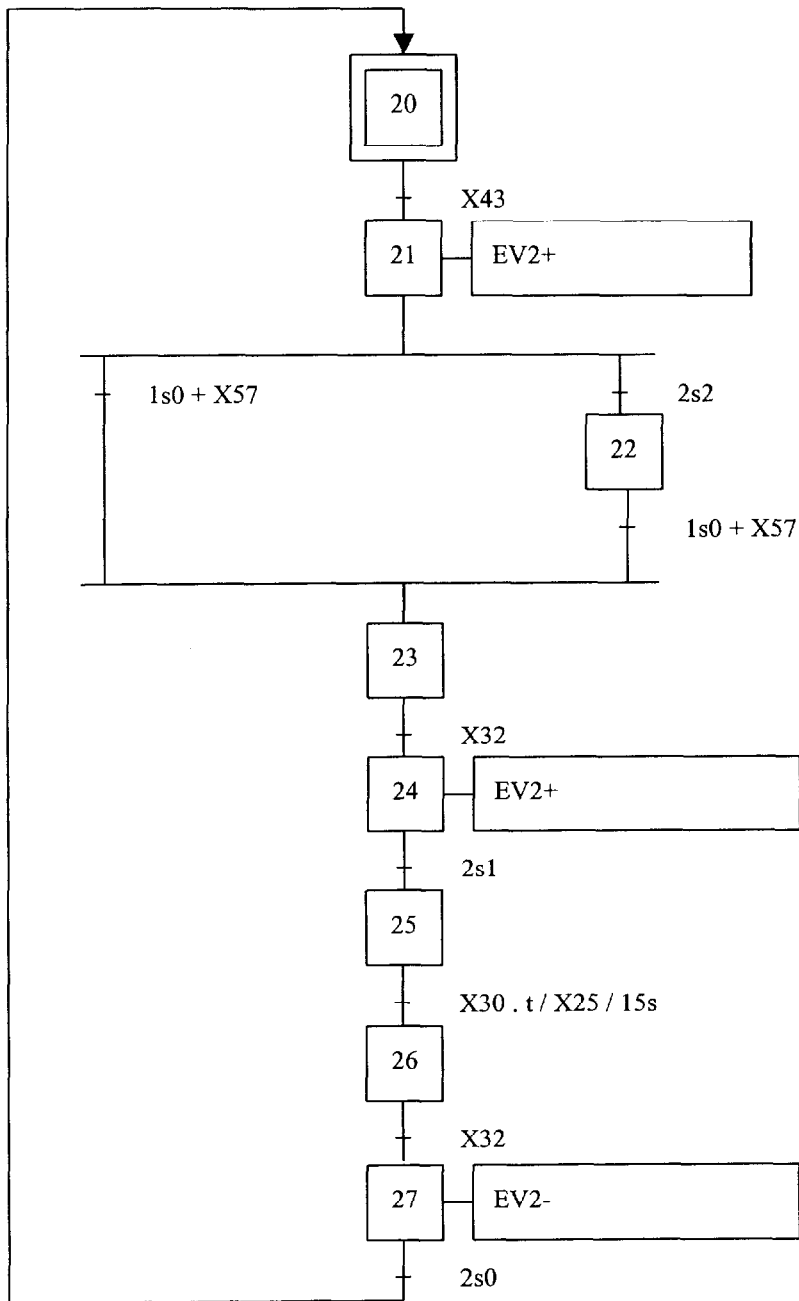 20
X43
21 EV2+
1s0 + X57 2s2
22
1s0 + X57
23
X32
24 EV2+
2s1
25
X30 . t / X25 / 15s
26
X32
27 EV2-
2s0